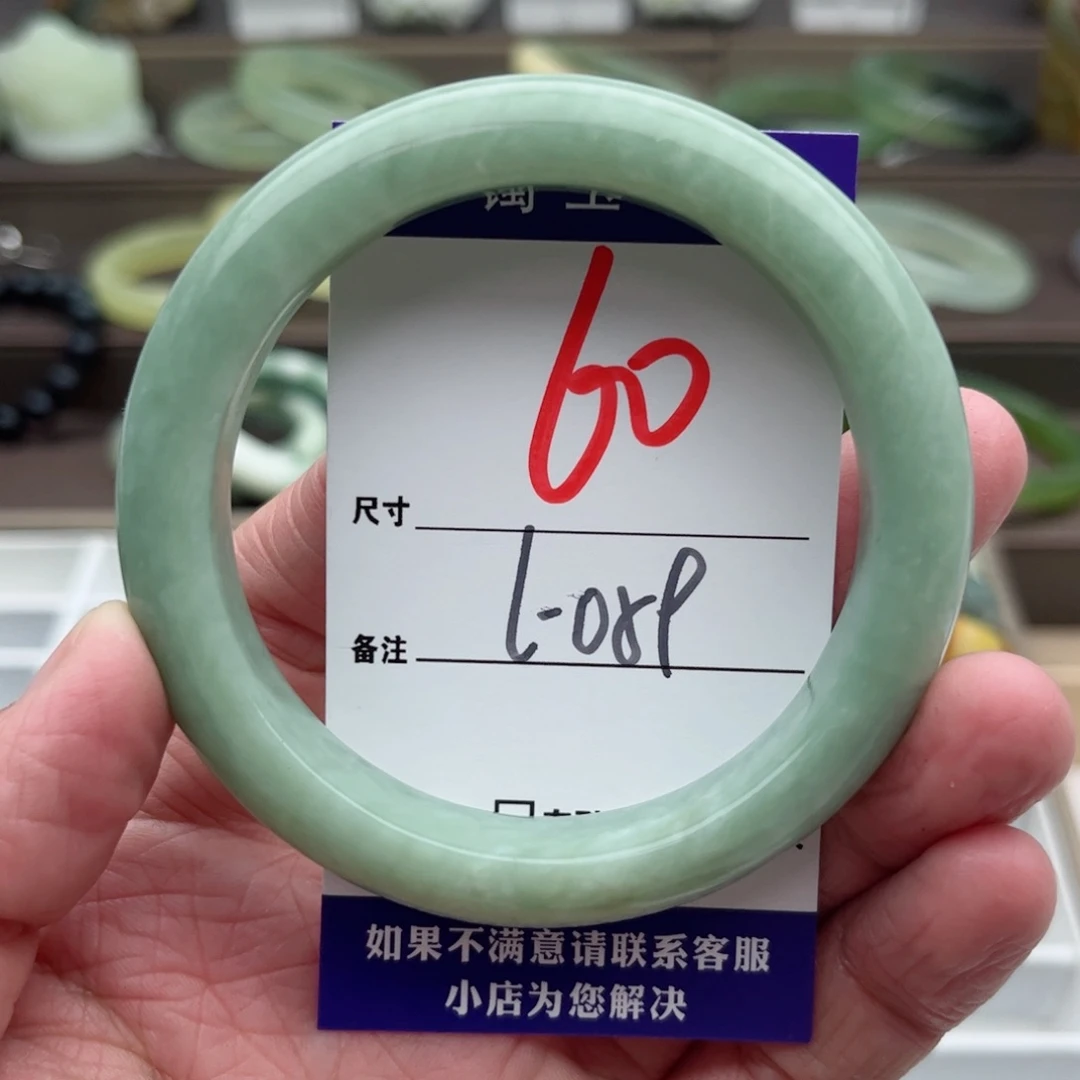 尺寸 60
备注 L-089
如果不满意请联系客服
小店为您解决